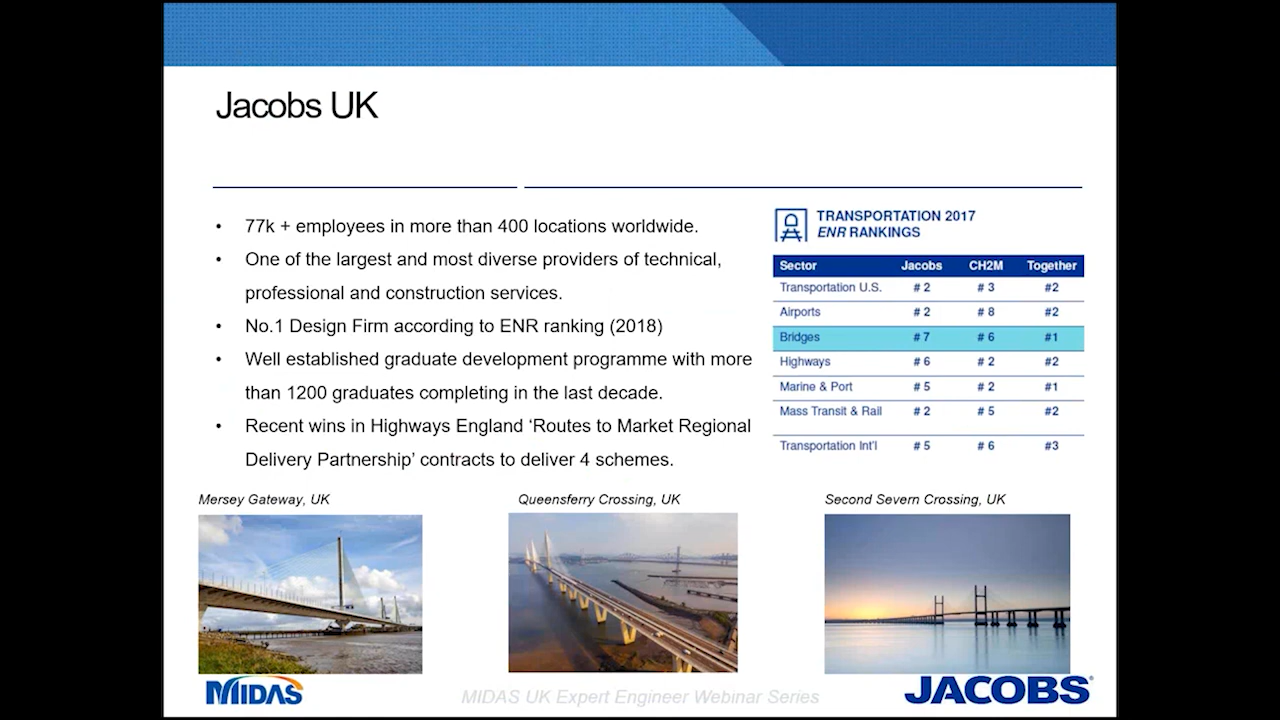 Jacobs UK
• 77k + employees in more than 400 locations worldwide.
• One of the largest and most diverse providers of technical,
professional and construction services.
• No.1 Design Firm according to ENR ranking (2018)
• Well established graduate development programme with more
than 1200 graduates completing in the last decade.
• Recent wins in Highways England ‘Routes to Market Regional
Delivery Partnership’ contracts to deliver 4 schemes.
TRANSPORTATION 2017
ENR RANKINGS
Sector Jacobs CH2M Together
Transportation U.S. # 2 # 3 #2
Airports # 2 # 8 #2
Bridges # 7 # 6 #1
Highways # 6 # 2 #2
Marine & Port # 5 # 2 #1
Mass Transit & Rail # 2 # 5 #2
Transportation Int'l # 5 # 6 #3
Mersey Gateway, UK
Queensferry Crossing, UK
Second Severn Crossing, UK
MIDAS
MIDAS UK Expert Engineer Webinar Series
JACOBS®